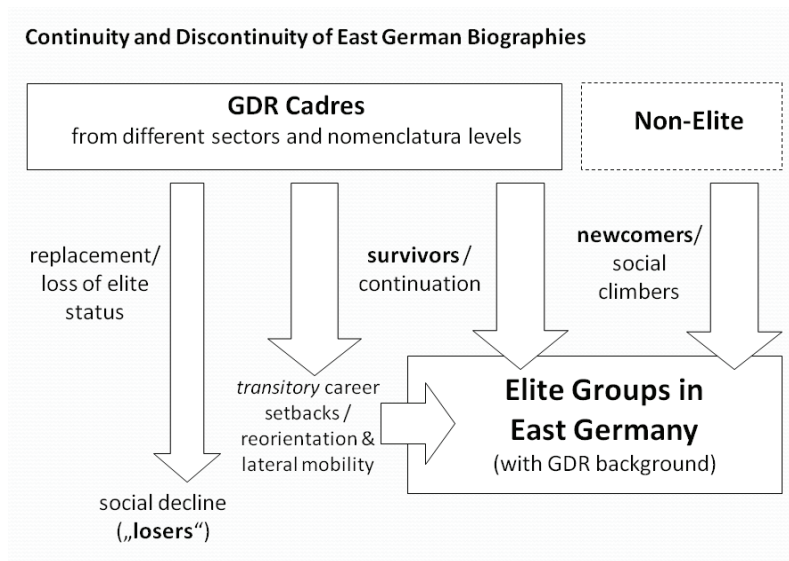 Continuity and Discontinuity of East German Biographies
GDR Cadres
from different sectors and nomenclatura levels
Non-Elite
replacement/
loss of elite
status
survivors /
continuation
newcomers/
social
climbers
transitory career
setbacks /
reorientation &
lateral mobility
Elite Groups in
East Germany
(with GDR background)
social decline
(„losers“)